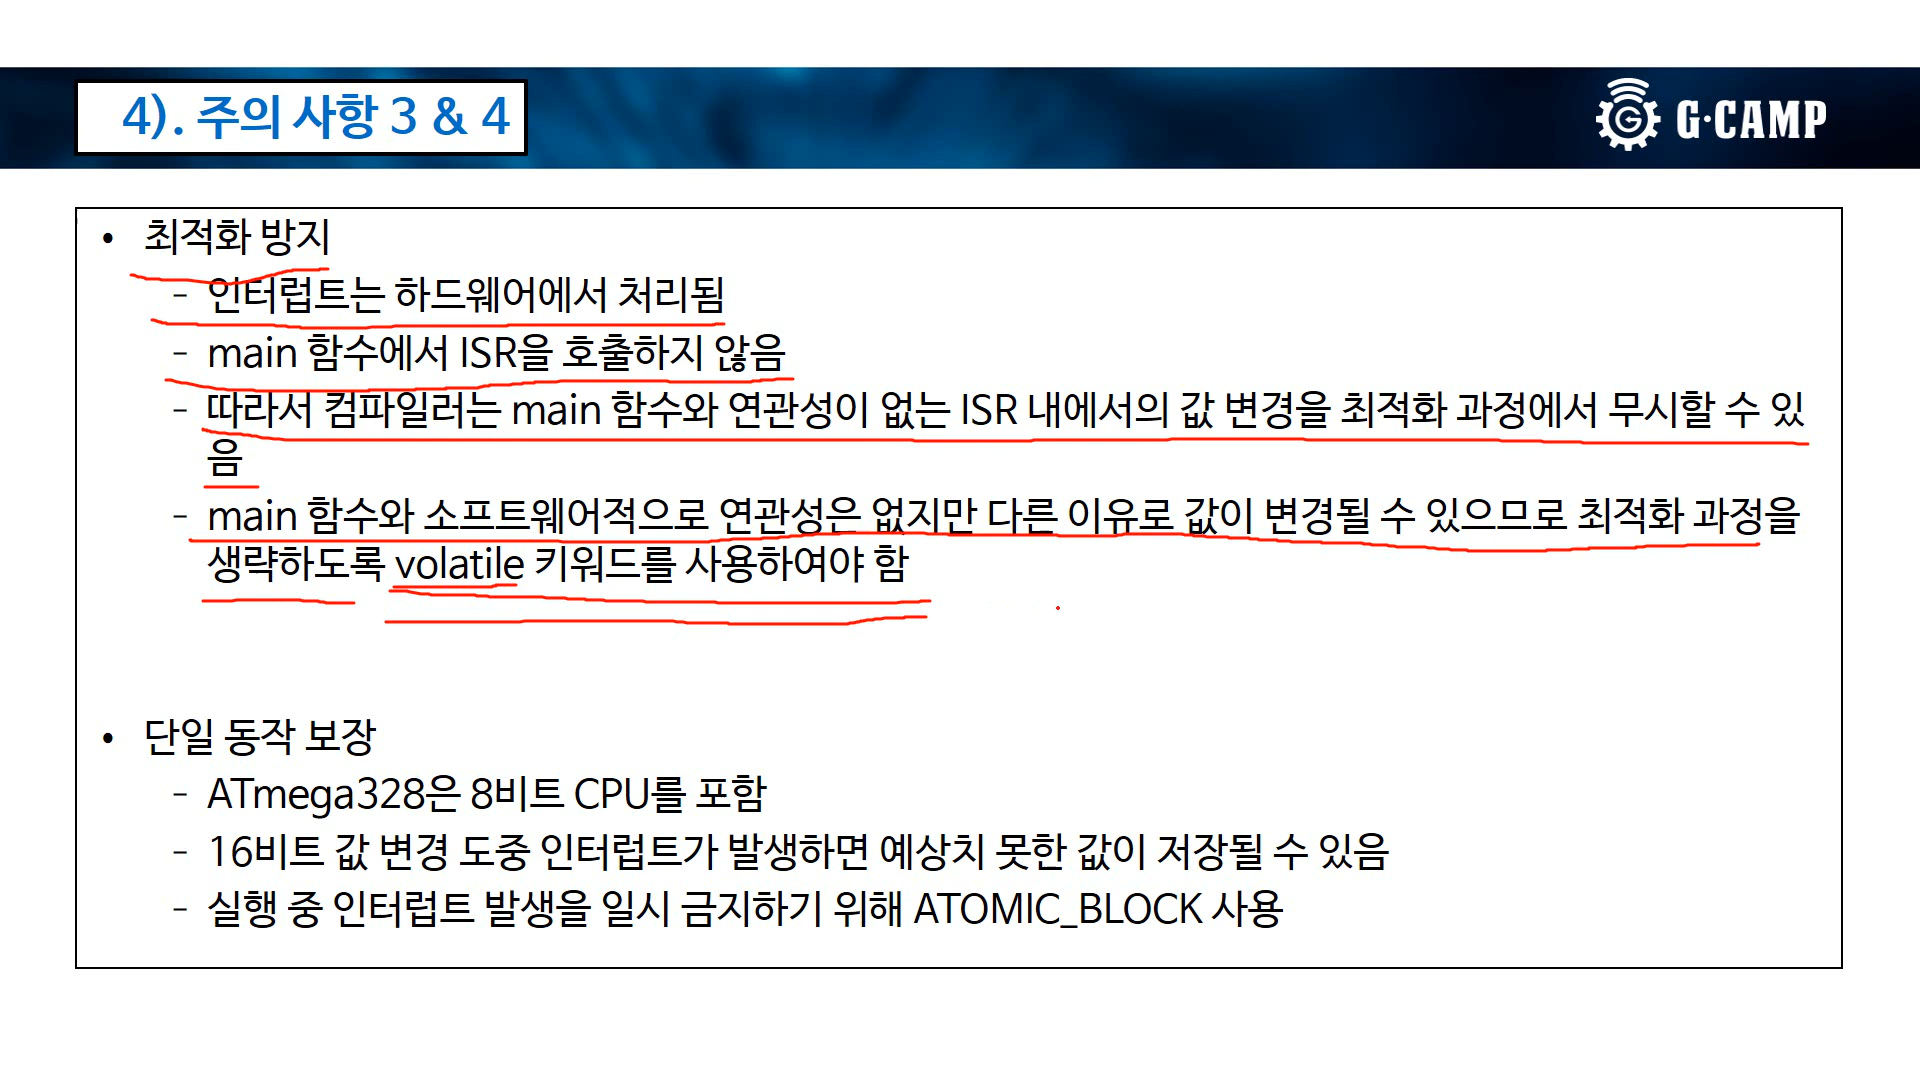 4). 주의 사항 3 & 4
G·CAMP
• 최적화 방지
- 인터럽트는 하드웨어에서 처리됨
- main 함수에서 ISR을 호출하지 않음
- 따라서 컴파일러는 main 함수와 연관성이 없는 ISR 내에서의 값 변경을 최적화 과정에서 무시할 수 있
음
- main 함수와 소프트웨어적으로 연관성은 없지만 다른 이유로 값이 변경될 수 있으므로 최적화 과정을
생략하도록 volatile 키워드를 사용하여야 함
• 단일 동작 보장
- ATmega328은 8비트 CPU를 포함
- 16비트 값 변경 도중 인터럽트가 발생하면 예상치 못한 값이 저장될 수 있음
- 실행 중 인터럽트 발생을 일시 금지하기 위해 ATOMIC_BLOCK 사용